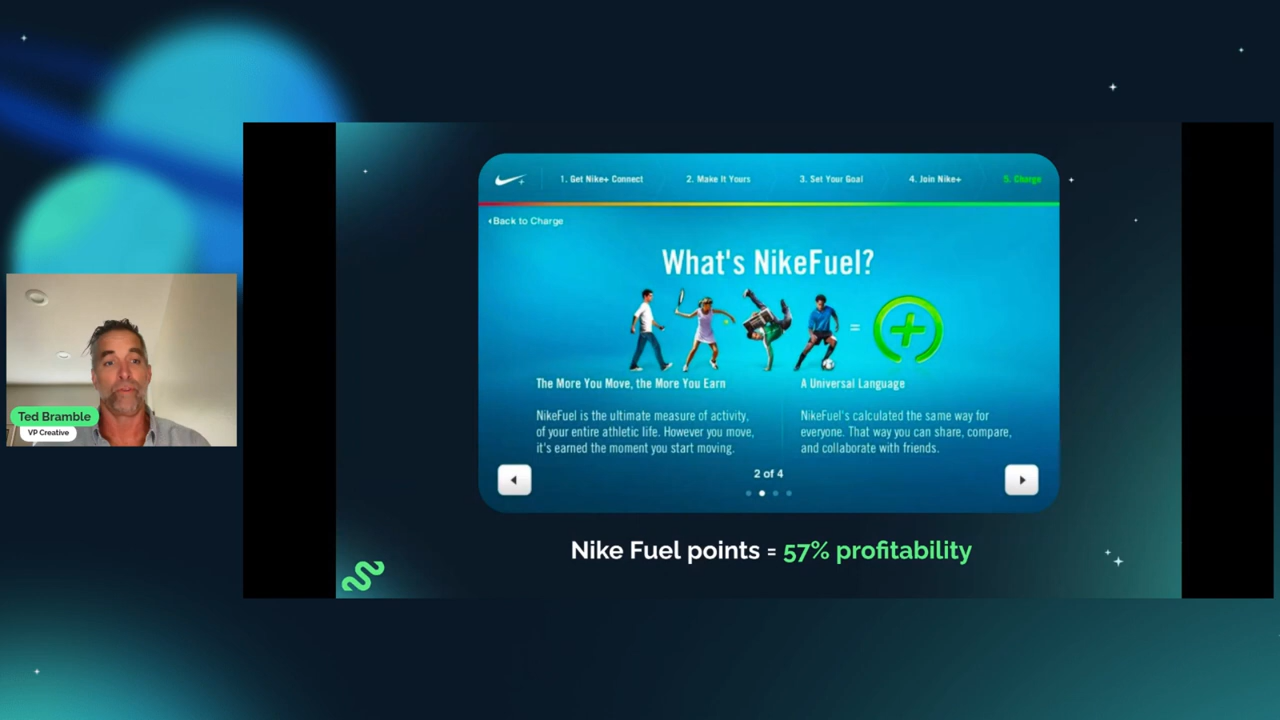 Ted Bramble
VP Creative
1. Get Nike+ Connect
2. Make It Yours
3. Set Your Goal
4. Join Nike+
5. Charge
Back to Charge
What's NikeFuel?
=
The More You Move, the More You Earn
NikeFuel is the ultimate measure of activity,
of your entire athletic life. However you move,
it's earned the moment you start moving.
A Universal Language
NikeFuel's calculated the same way for
everyone. That way you can share, compare,
and collaborate with friends.
2 of 4
Nike Fuel points = 57% profitability